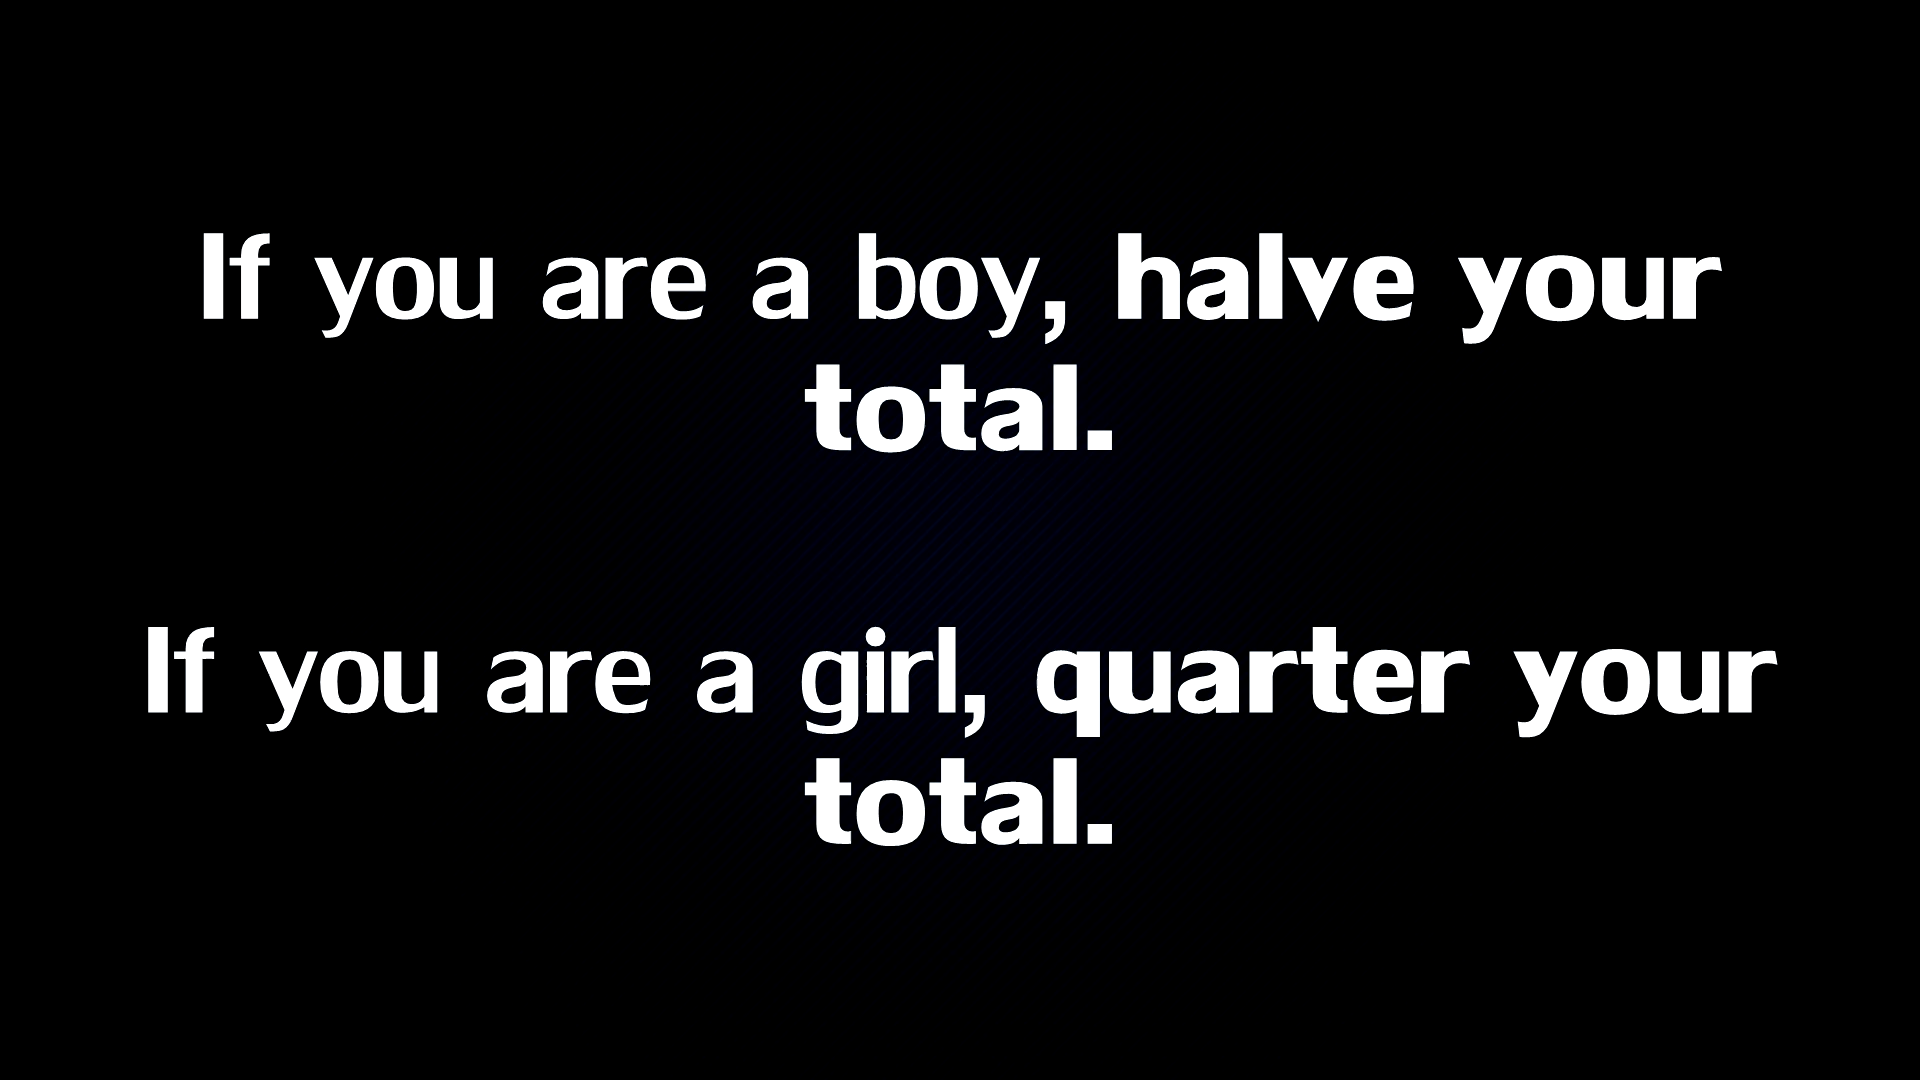 If you are a boy, halve your
total.
If you are a girl, quarter your
total.